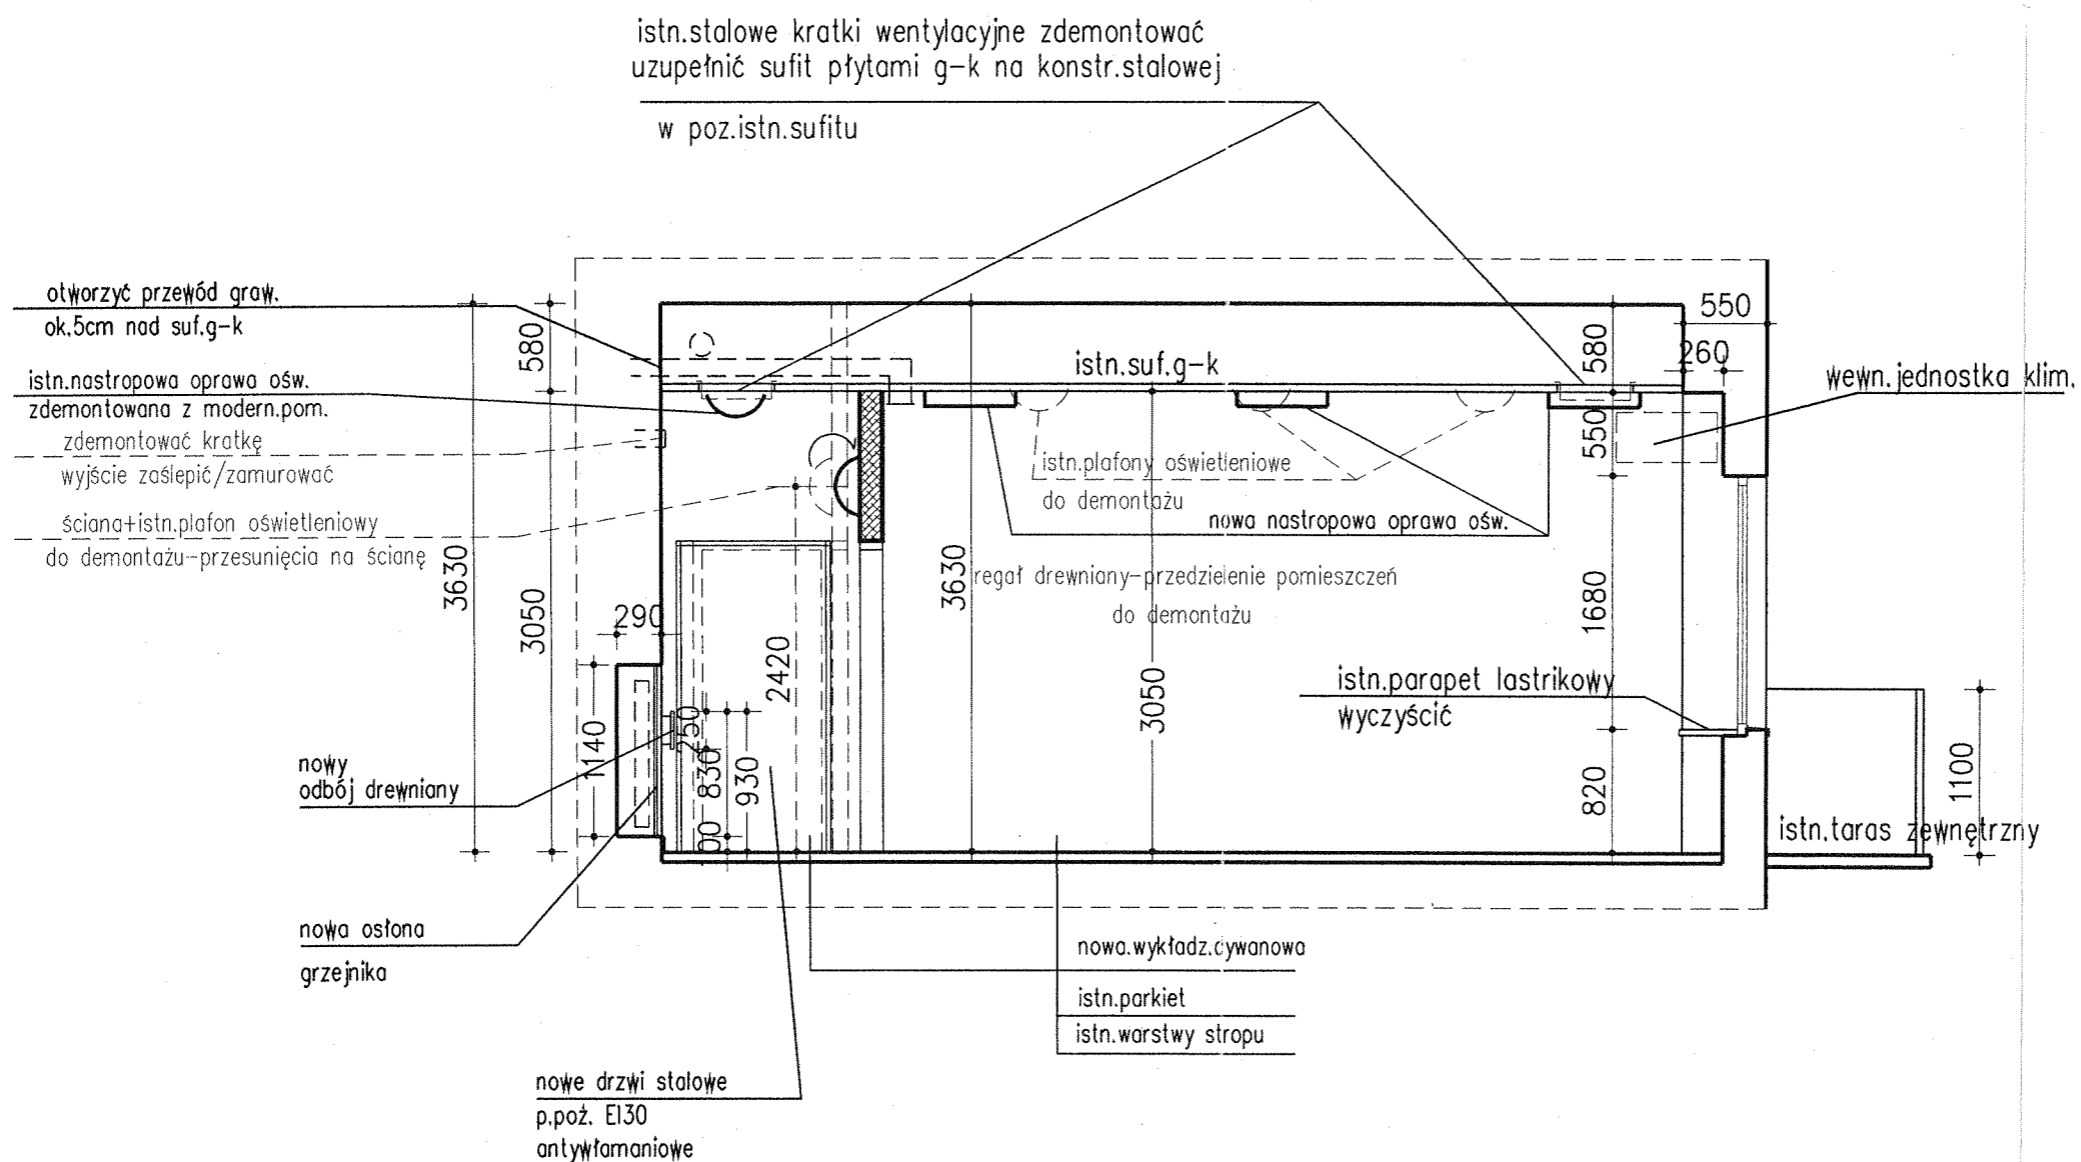 istn.stalowe kratki wentylacyjne zdemontować
uzupełnić sufit płytami g-k na konstr.stalowej
w poz.istn.sufitu
otworzyć przewód graw.
ok.5cm nad suf.g-k
istn.nastropowa oprawa ośw.
zdemontowana z modern.pom.
zdemontować kratkę
wyjście zaślepić/zamurować
ściana+istn.plafon oświetleniowy
do demontażu-przesunięcia na ścianę
580
3630
3050
290
1140
250
830
930
00
2420
istn.suf.g-k
istn.plafony oświetleniowe
do demontażu
nowa nastropowa oprawa ośw.
3630
regał drewniany-przedzielenie pomieszczeń
do demontażu
3050
580
550
1680
820
550
260
wewn.jednostka klim.
istn.parapet lastrikowy
wyczyścić
1100
istn.taras zewnętrzny
nowy
odbój drewniany
nowa osłona
grzejnika
nowa.wykładz.cywanowa
istn.parkiet
istn.warstwy stropu
nowe drzwi stalowe
p.poż. EI30
antywłamaniowe